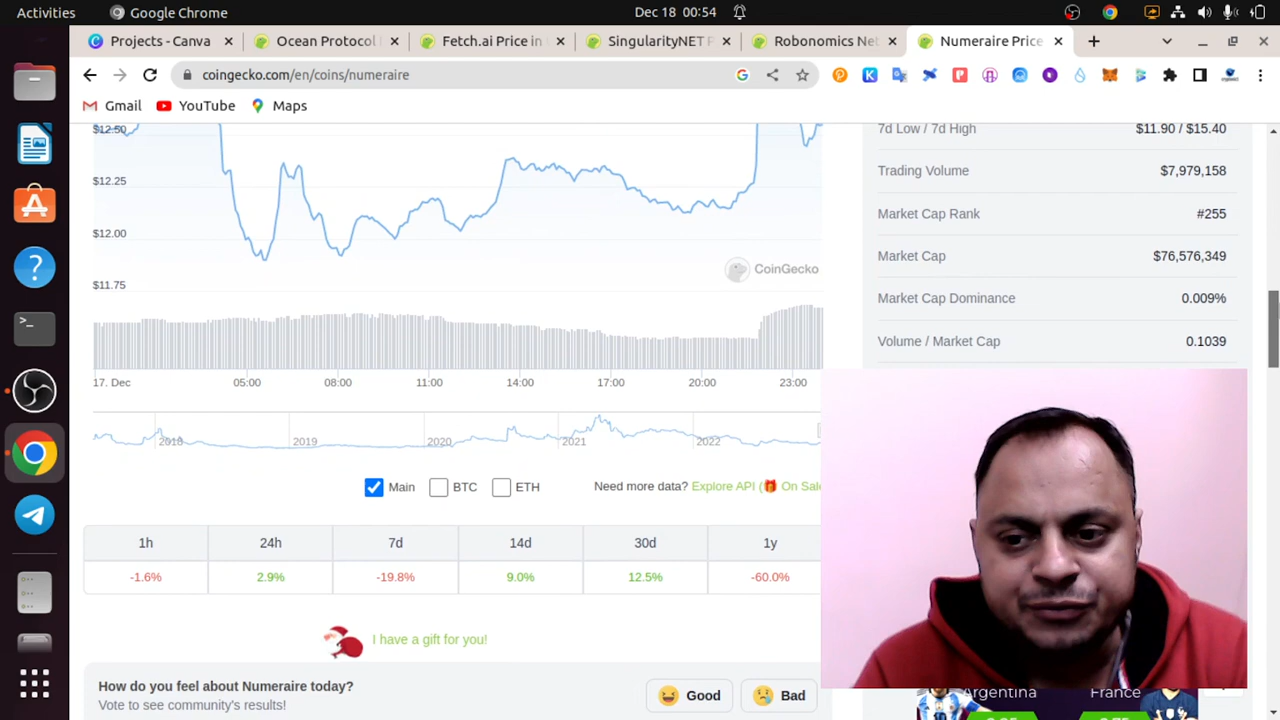 Activities
Google Chrome
Dec 18 00:54
Projects - Canva
Ocean Protocol
Fetch.ai Price in
SingularityNET P
Robonomics Net
Numeraire Price
coingecko.com/en/coins/numeraire
Gmail
YouTube
Maps
$12.50
$12.25
$12.00
$11.75
CoinGecko
17. Dec
05:00
08:00
11:00
14:00
17:00
20:00
23:00
2018
2019
2020
2021
2022
Main
BTC
ETH
Need more data? Explore API (🎁 On Sale
1h 24h 7d 14d 30d 1y
-1.6% 2.9% -19.8% 9.0% 12.5% -60.0%
I have a gift for you!
How do you feel about Numeraire today?
Vote to see community's results!
Good
Bad
7d Low / 7d High $11.90 / $15.40
Trading Volume $7,979,158
Market Cap Rank #255
Market Cap $76,576,349
Market Cap Dominance 0.009%
Volume / Market Cap 0.1039
Argentina
France